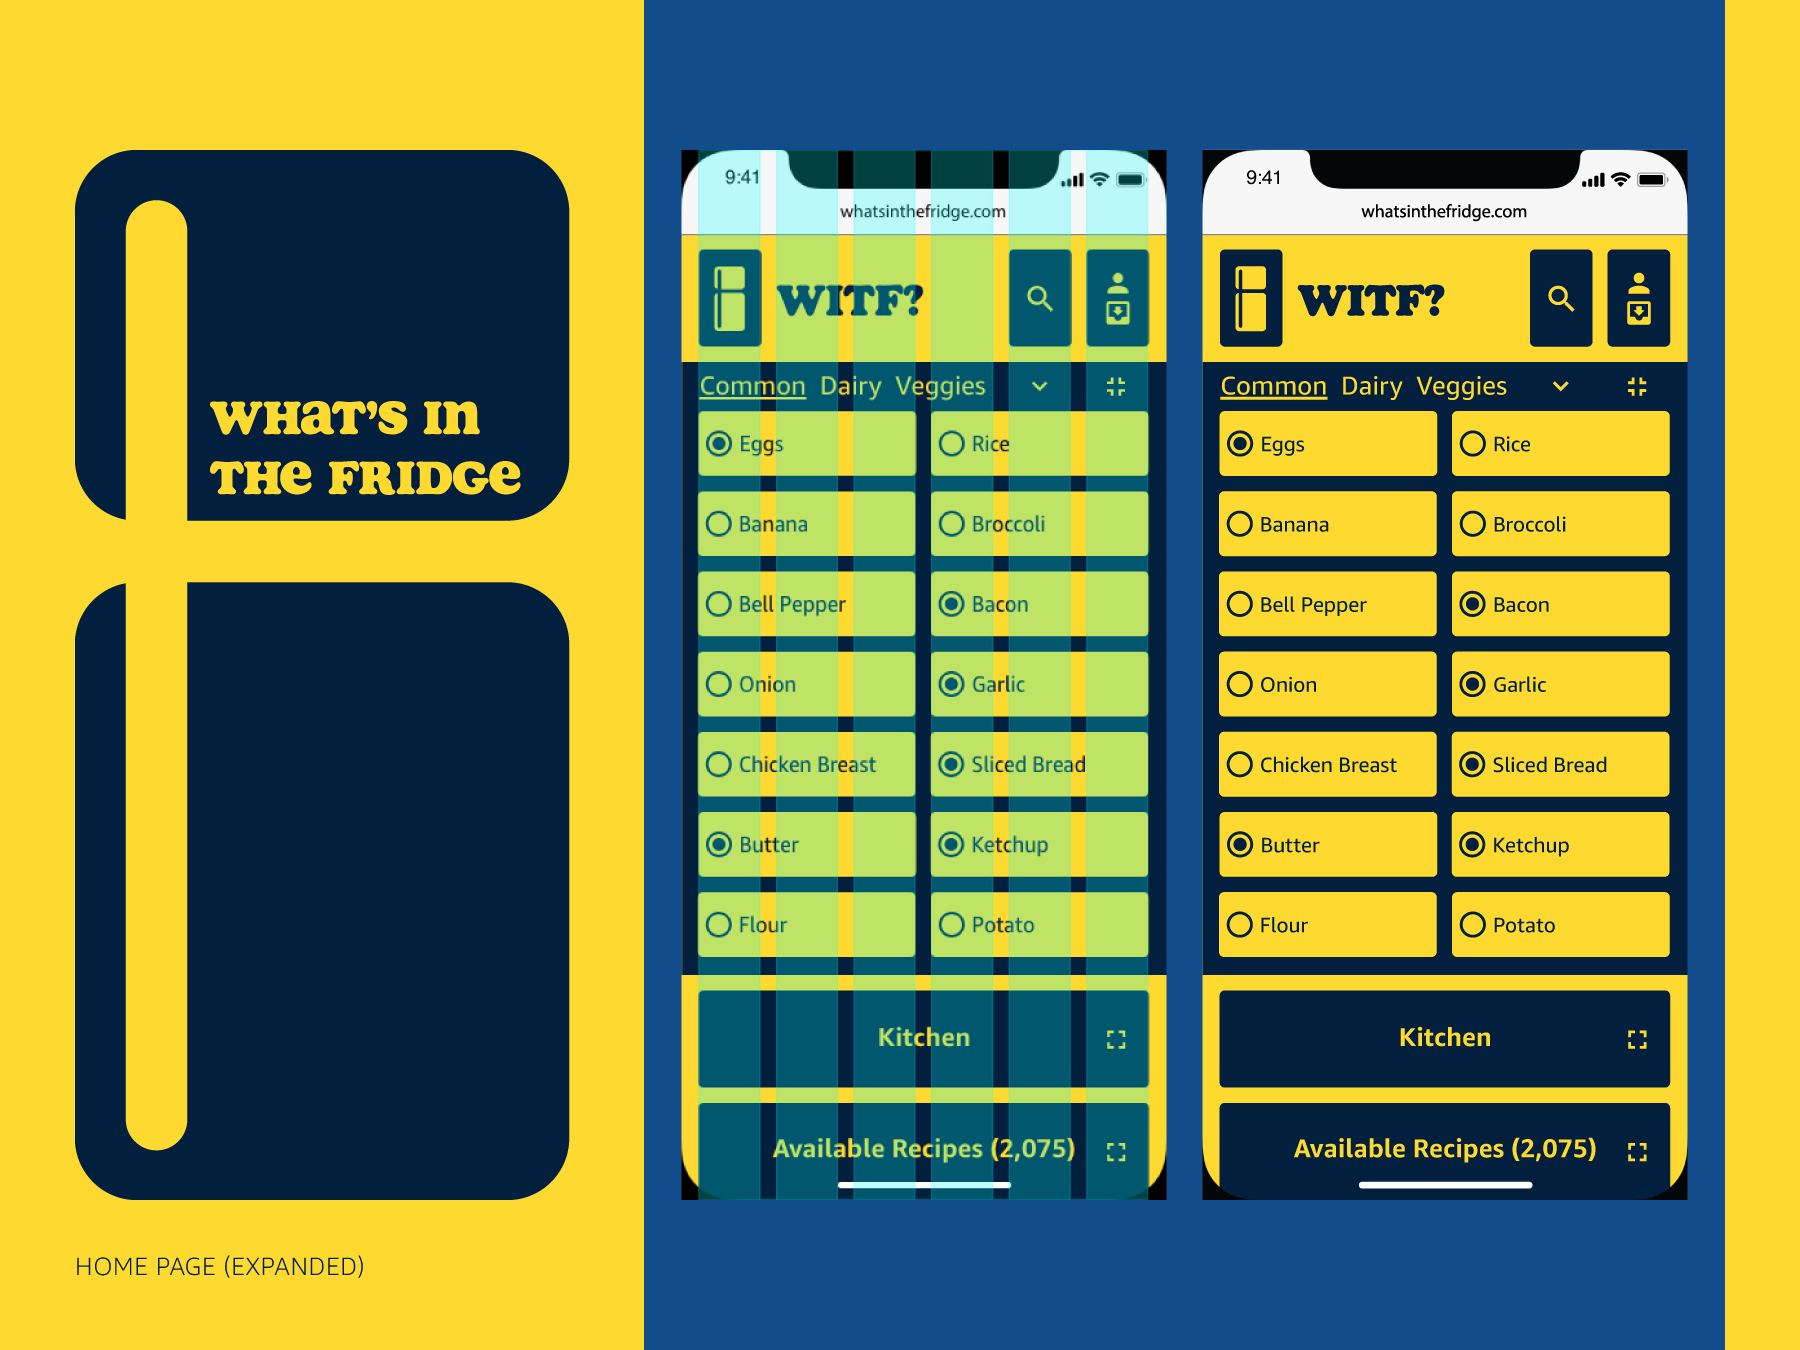 WHAT'S IN
THE FRIDGE
HOME PAGE (EXPANDED)
9:41
whatsinthefridge.com
WITF?
Common Dairy Veggies
Eggs Rice
Banana Broccoli
Bell Pepper Bacon
Onion Garlic
Chicken Breast Sliced Bread
Butter Ketchup
Flour Potato
Kitchen
Available Recipes (2,075)
9:41
whatsinthefridge.com
WITF?
Common Dairy Veggies
Eggs Rice
Banana Broccoli
Bell Pepper Bacon
Onion Garlic
Chicken Breast Sliced Bread
Butter Ketchup
Flour Potato
Kitchen
Available Recipes (2,075)